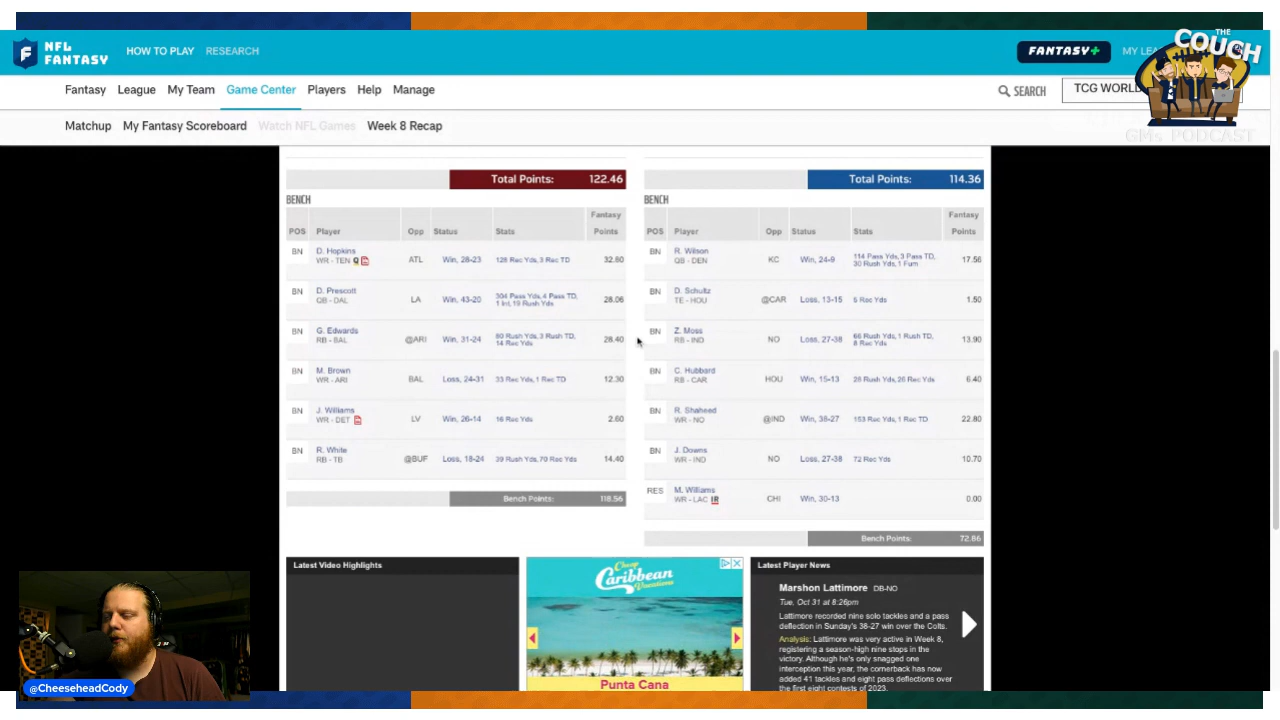 NFL
FANTASY
HOW TO PLAY
RESEARCH
FANTASY+
THE
COUCH
GMs PODCAST
Fantasy
League
My Team
Game Center
Players
Help
Manage
SEARCH
Matchup
My Fantasy Scoreboard
Watch NFL Games
Week 8 Recap
Total Points: 122.46
BENCH
Fantasy
POS Player Opp Status Stats Points
BN D. Hopkins WR - TEN Q ATL Win, 28-23 128 Rec Yds, 3 Rec TD 32.80
BN D. Prescott QB - DAL LA Win, 43-20 304 Pass Yds, 4 Pass TD, 1 Int, 19 Rush Yds 28.06
BN G. Edwards RB - BAL @ARI Win, 31-24 80 Rush Yds, 3 Rush TD, 14 Rec Yds 28.40
BN M. Brown WR - ARI BAL Loss, 24-31 33 Rec Yds, 1 Rec TD 12.30
BN J. Williams WR - DET LV Win, 26-14 16 Rec Yds 2.60
BN R. White RB - TB @BUF Loss, 18-24 39 Rush Yds, 70 Rec Yds 14.40
Bench Points: 118.56
Total Points: 114.36
BENCH
Fantasy
POS Player Opp Status Stats Points
BN R. Wilson QB - DEN KC Win, 24-9 114 Pass Yds, 3 Pass TD, 30 Rush Yds, 1 Fum 17.56
BN D. Schultz TE - HOU @CAR Loss, 13-15 5 Rec Yds 1.50
BN Z. Moss RB - IND NO Loss, 27-38 66 Rush Yds, 1 Rush TD, 8 Rec Yds 13.90
BN C. Hubbard RB - CAR HOU Win, 15-13 28 Rush Yds, 26 Rec Yds 6.40
BN R. Shaheed WR - NO @IND Win, 38-27 153 Rec Yds, 1 Rec TD 22.80
BN J. Downs WR - IND NO Loss, 27-38 72 Rec Yds 10.70
RES M. Williams WR - LAC IR CHI Win, 30-13 0.00
Bench Points:
Latest Video Highlights
Cheap
Caribbean
Vacations
Punta Cana
Latest Player News
Marshon Lattimore DB-NO
Tue, Oct 31 at 8:26pm
Lattimore recorded nine solo tackles and a pass
deflection in Sunday's 38-27 win over the Colts.
Analysis: Lattimore was very active in Week 8,
registering a season-high nine stops in the
victory. Although he's only snagged one
interception this year, the cornerback has now
added 41 tackles and eight pass deflections over
the first eight contests of 2023.
@CheeseheadCody